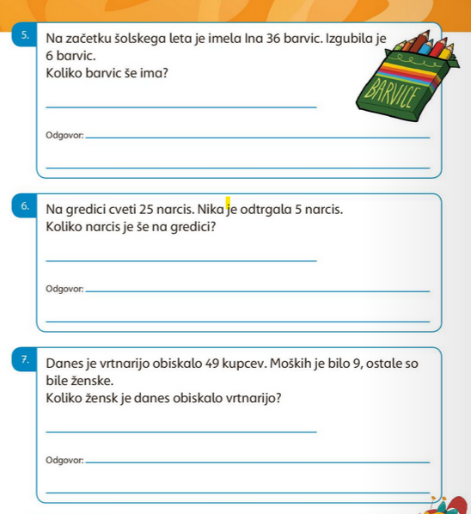 5.
Na začetku šolskega leta je imela Ina 36 barvic. Izgubila je
6 barvic.
Koliko barvic še ima?
BARVICE
Odgovor:
6.
Na gredici cveti 25 narcis. Nika je odtrgala 5 narcis.
Koliko narcis je še na gredici?
Odgovor:
7.
Danes je vrtnarijo obiskalo 49 kupcev. Moških je bilo 9, ostale so
bile ženske.
Koliko žensk je danes obiskalo vrtnarijo?
Odgovor: